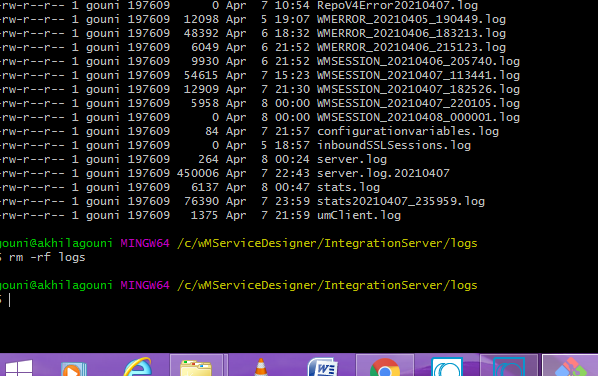 -rw-r--r-- 1 gouni 197609 0 Apr 7 10:54 RepoV4Error20210407.log
-rw-r--r-- 1 gouni 197609 12098 Apr 5 19:07 WMERROR_20210405_190449.log
-rw-r--r-- 1 gouni 197609 48392 Apr 6 18:32 WMERROR_20210406_183213.log
-rw-r--r-- 1 gouni 197609 6049 Apr 6 21:52 WMERROR_20210406_215123.log
-rw-r--r-- 1 gouni 197609 9930 Apr 6 21:52 WMSESSION_20210406_205740.log
-rw-r--r-- 1 gouni 197609 54615 Apr 7 15:23 WMSESSION_20210407_113441.log
-rw-r--r-- 1 gouni 197609 12909 Apr 7 21:30 WMSESSION_20210407_182526.log
-rw-r--r-- 1 gouni 197609 5958 Apr 8 00:00 WMSESSION_20210407_220105.log
-rw-r--r-- 1 gouni 197609 0 Apr 8 00:00 WMSESSION_20210408_000001.log
-rw-r--r-- 1 gouni 197609 84 Apr 7 21:57 configurationvariables.log
-rw-r--r-- 1 gouni 197609 0 Apr 5 18:57 inboundSSLSessions.log
-rw-r--r-- 1 gouni 197609 264 Apr 8 00:24 server.log
-rw-r--r-- 1 gouni 197609 450006 Apr 7 22:43 server.log.20210407
-rw-r--r-- 1 gouni 197609 6137 Apr 8 00:47 stats.log
-rw-r--r-- 1 gouni 197609 76390 Apr 7 23:59 stats20210407_235959.log
-rw-r--r-- 1 gouni 197609 1375 Apr 7 21:59 umClient.log
gouni@akhilagouni MINGW64 /c/wMServiceDesigner/IntegrationServer/logs
$ rm -rf logs
gouni@akhilagouni MINGW64 /c/wMServiceDesigner/IntegrationServer/logs
$